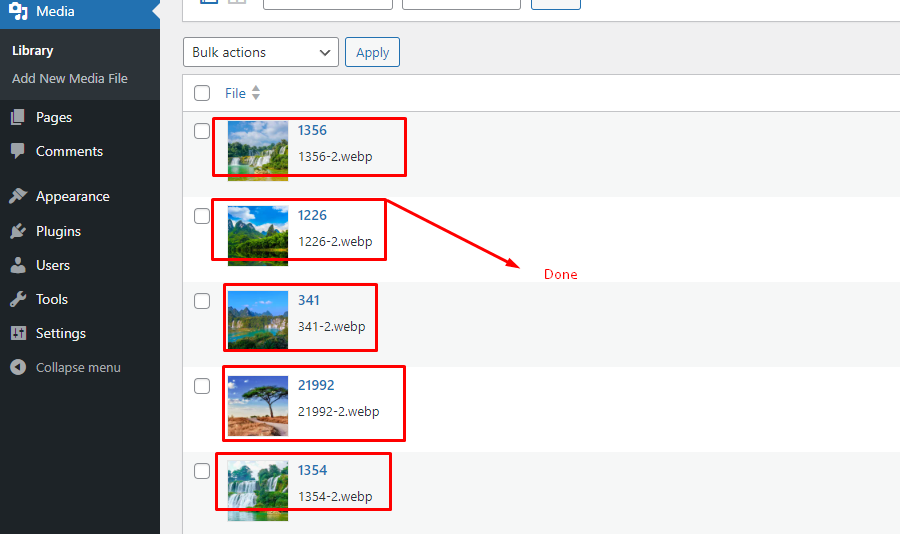 Media
Library
Add New Media File
Pages
Comments
Appearance
Plugins
Users
Tools
Settings
Collapse menu
Bulk actions
Apply
File
1356
1356-2.webp
1226
1226-2.webp
Done
341
341-2.webp
21992
21992-2.webp
1354
1354-2.webp